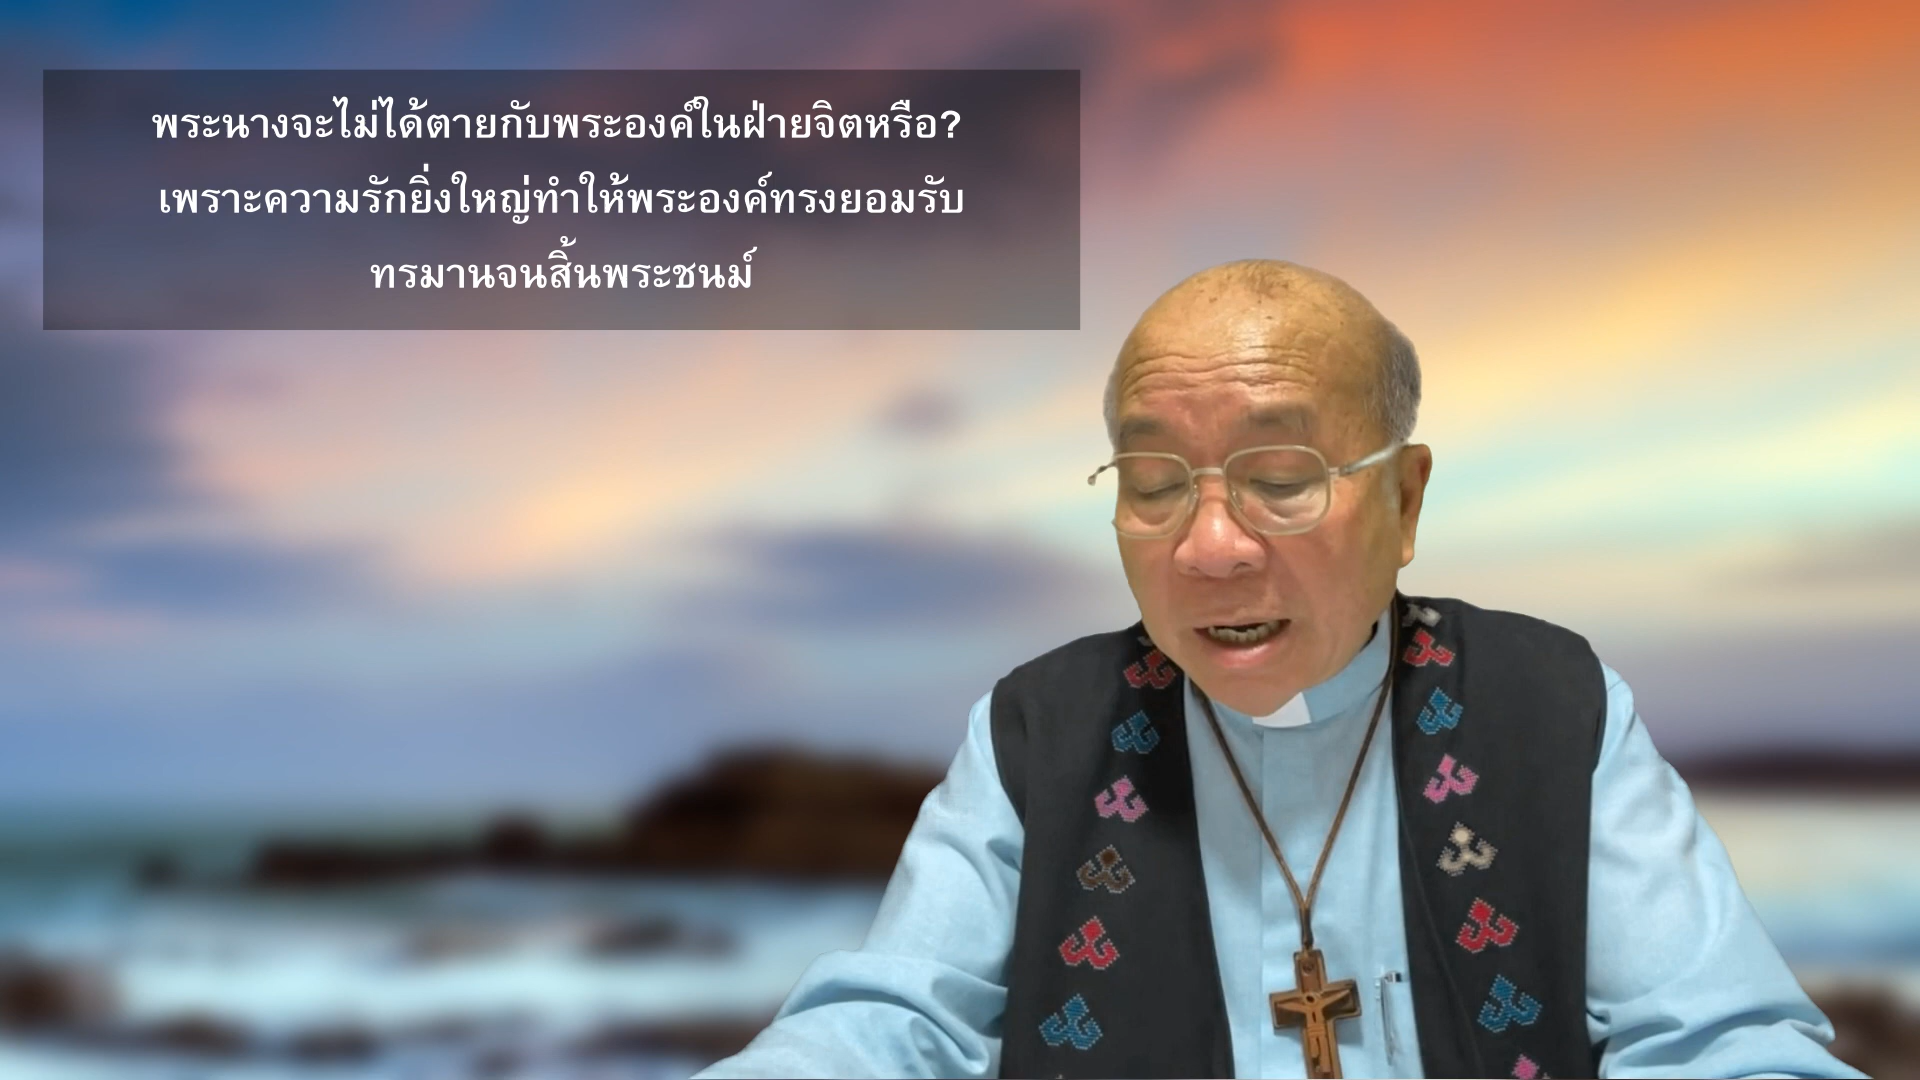 พระนางจะไม่ได้ตายกับพระองค์ในฝ่ายจิตหรือ?
เพราะความรักยิ่งใหญ่ทำให้พระองค์ทรงยอมรับ
ทรมานจนสิ้นพระชนม์